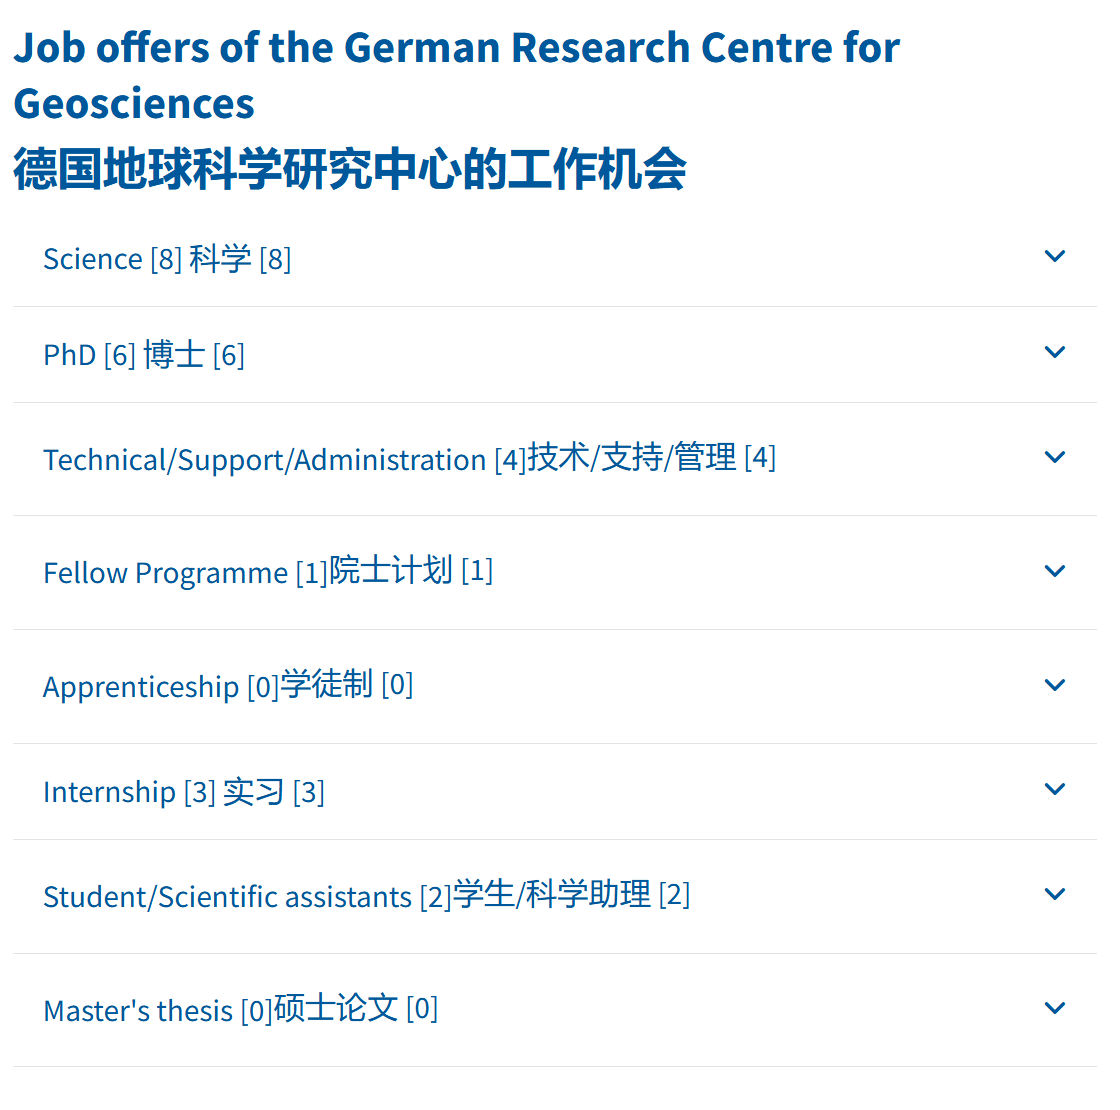 Job offers of the German Research Centre for
Geosciences
德国地球科学研究中心的工作机会
Science [8] 科学 [8]
PhD [6] 博士 [6]
Technical/Support/Administration [4]技术/支持/管理 [4]
Fellow Programme [1]院士计划 [1]
Apprenticeship [0]学徒制 [0]
Internship [3] 实习 [3]
Student/Scientific assistants [2]学生/科学助理 [2]
Master's thesis [0]硕士论文 [0]